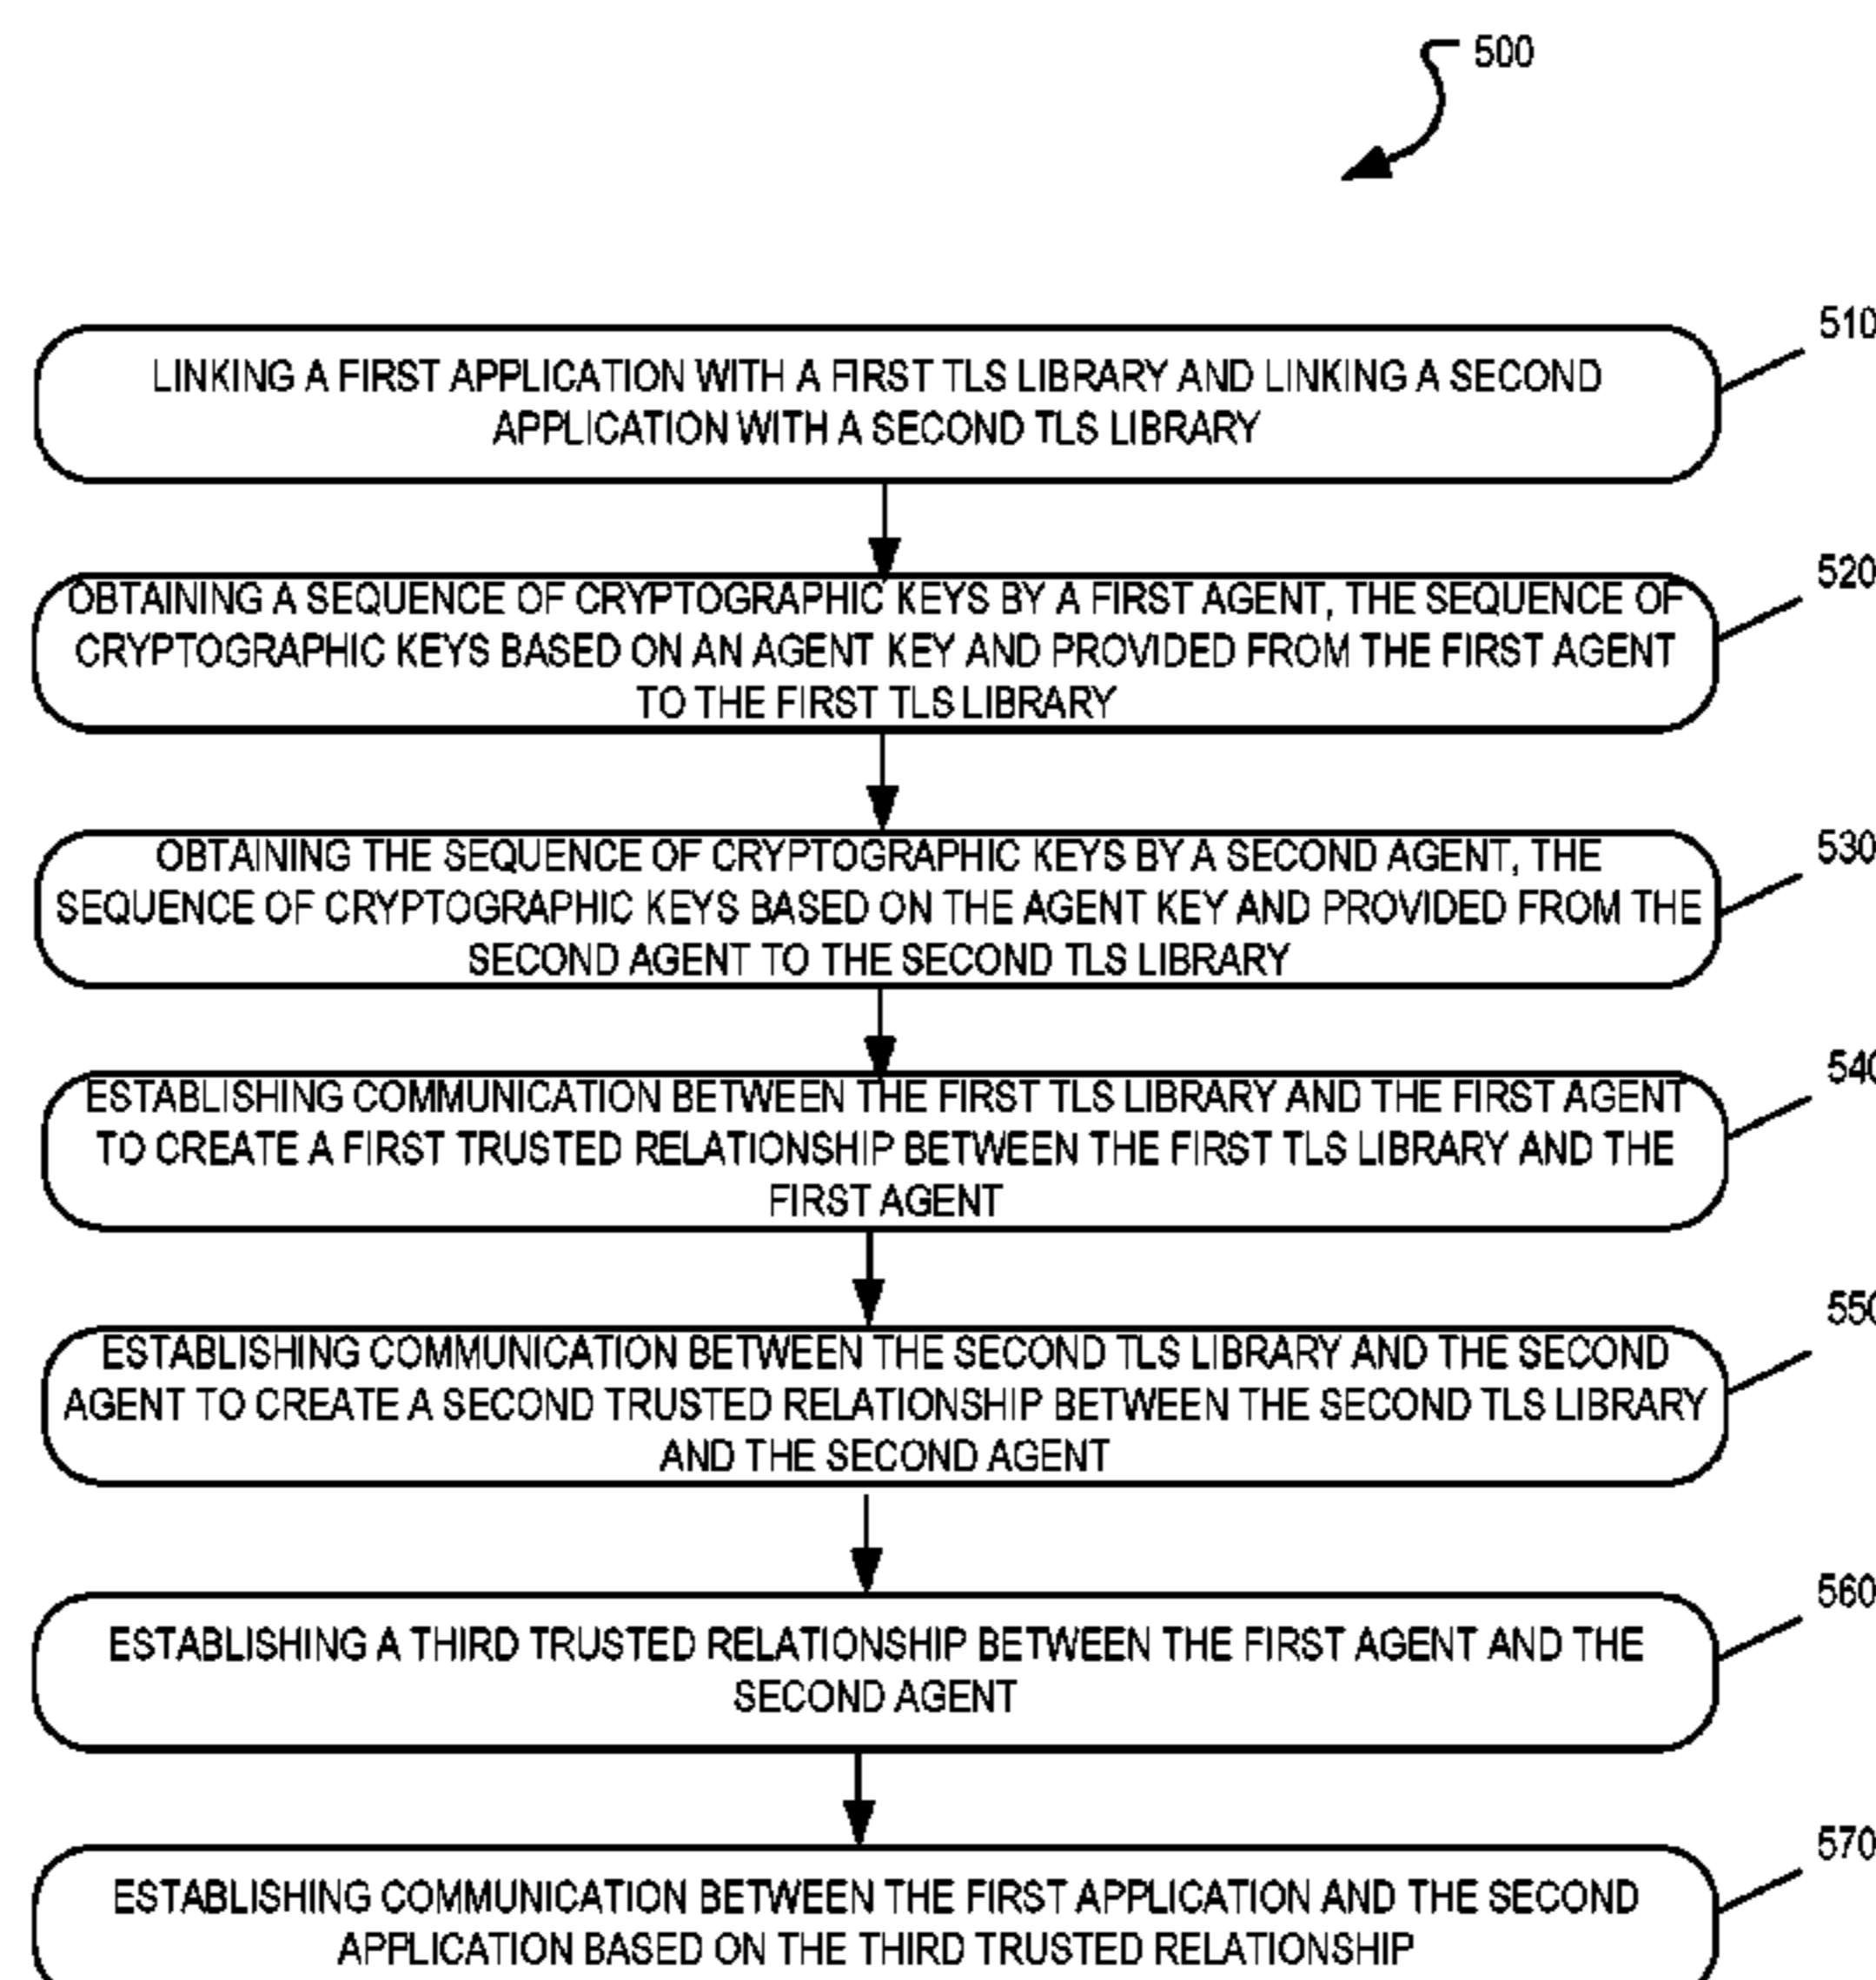 500
510
LINKING A FIRST APPLICATION WITH A FIRST TLS LIBRARY AND LINKING A SECOND
APPLICATION WITH A SECOND TLS LIBRARY
520
OBTAINING A SEQUENCE OF CRYPTOGRAPHIC KEYS BY A FIRST AGENT, THE SEQUENCE OF
CRYPTOGRAPHIC KEYS BASED ON AN AGENT KEY AND PROVIDED FROM THE FIRST AGENT
TO THE FIRST TLS LIBRARY
530
OBTAINING THE SEQUENCE OF CRYPTOGRAPHIC KEYS BY A SECOND AGENT, THE
SEQUENCE OF CRYPTOGRAPHIC KEYS BASED ON THE AGENT KEY AND PROVIDED FROM THE
SECOND AGENT TO THE SECOND TLS LIBRARY
540
ESTABLISHING COMMUNICATION BETWEEN THE FIRST TLS LIBRARY AND THE FIRST AGENT
TO CREATE A FIRST TRUSTED RELATIONSHIP BETWEEN THE FIRST TLS LIBRARY AND THE
FIRST AGENT
550
ESTABLISHING COMMUNICATION BETWEEN THE SECOND TLS LIBRARY AND THE SECOND
AGENT TO CREATE A SECOND TRUSTED RELATIONSHIP BETWEEN THE SECOND TLS LIBRARY
AND THE SECOND AGENT
560
ESTABLISHING A THIRD TRUSTED RELATIONSHIP BETWEEN THE FIRST AGENT AND THE
SECOND AGENT
570
ESTABLISHING COMMUNICATION BETWEEN THE FIRST APPLICATION AND THE SECOND
APPLICATION BASED ON THE THIRD TRUSTED RELATIONSHIP